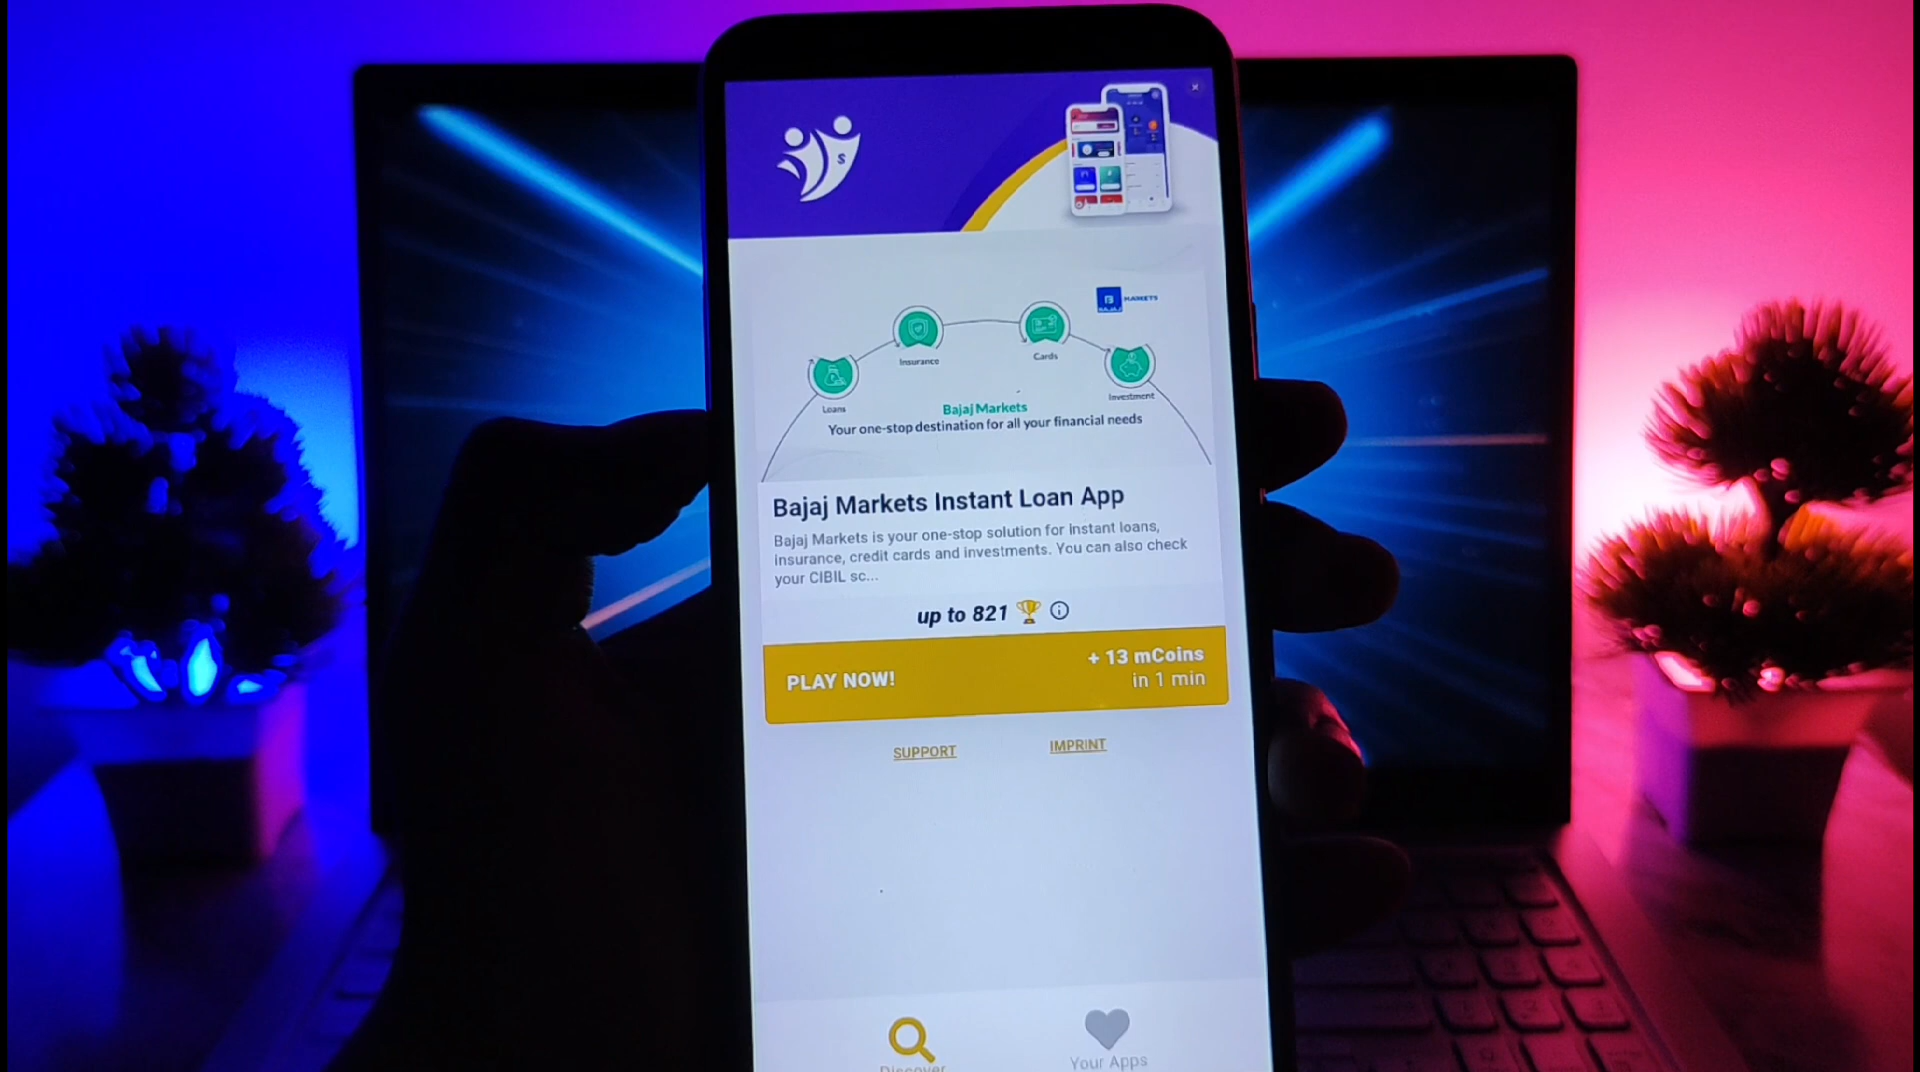 $
BAJAJ
MARKETS
Insurance
Cards
Loans
Investment
Bajaj Markets
Your one-stop destination for all your financial needs
Bajaj Markets Instant Loan App
Bajaj Markets is your one-stop solution for instant loans,
insurance, credit cards and investments. You can also check
your CIBIL sc...
up to 821
PLAY NOW!
+ 13 mCoins
in 1 min
SUPPORT
IMPRINT
Discover
Your Apps